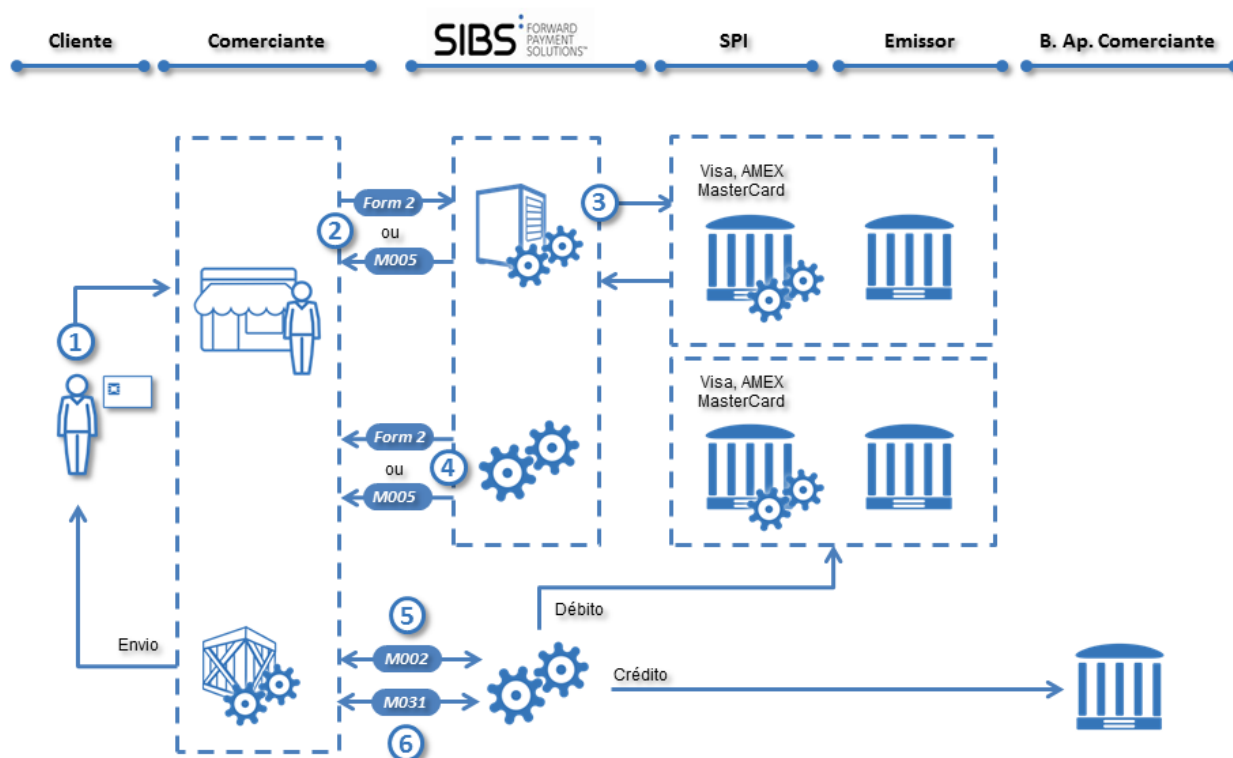 Cliente
Comerciante
SIBS FORWARD
PAYMENT
SOLUTIONS™
SPI
Emissor
B. Ap. Comerciante
Visa, AMEX
MasterCard
3
Form 2
2
ou
M005
1
Visa, AMEX
MasterCard
Form 2
ou
4
M005
5
Débito
Envio
M002
Crédito
M031
6